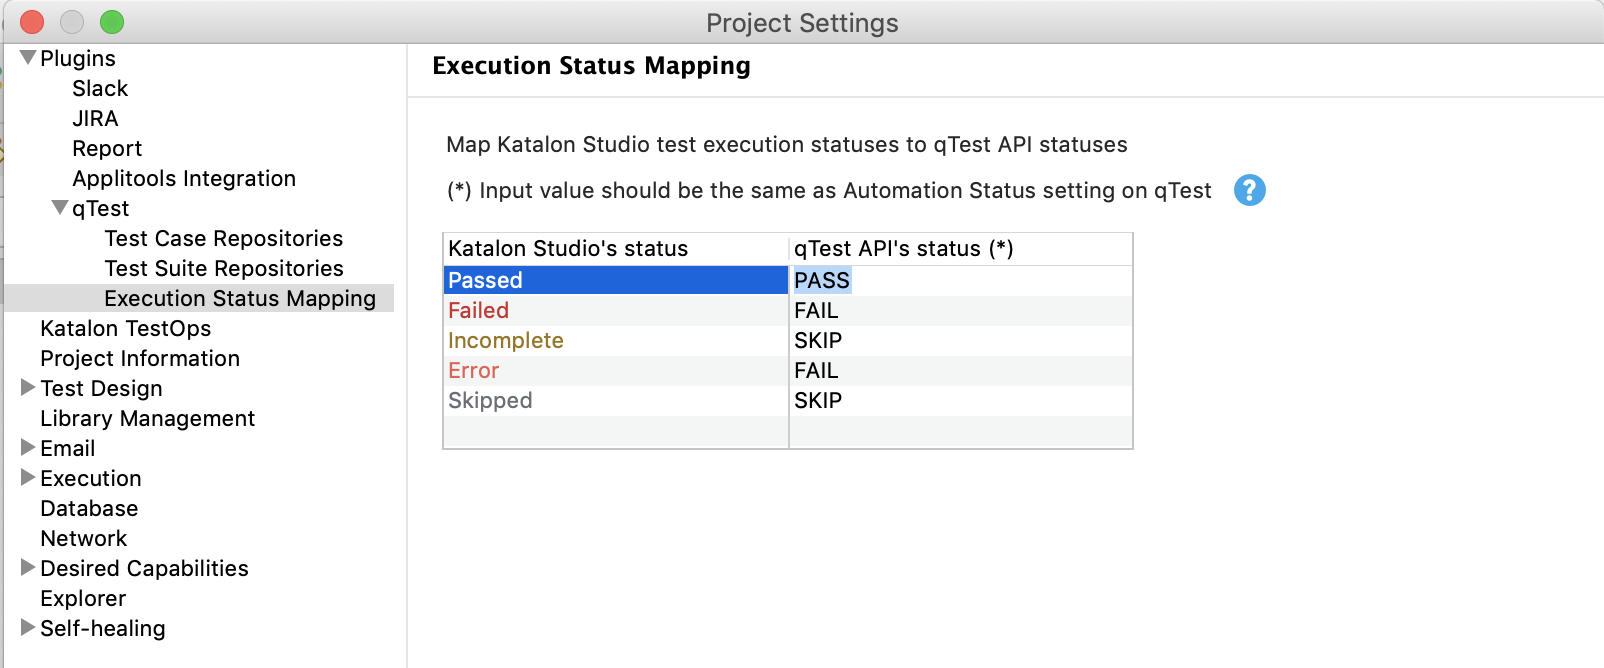 Project Settings
Plugins
Slack
JIRA
Report
Applitools Integration
qTest
Test Case Repositories
Test Suite Repositories
Execution Status Mapping
Katalon TestOps
Project Information
Test Design
Library Management
Email
Execution
Database
Network
Desired Capabilities
Explorer
Self-healing
Execution Status Mapping
Map Katalon Studio test execution statuses to qTest API statuses
(*) Input value should be the same as Automation Status setting on qTest ?
Katalon Studio's status qTest API's status (*)
Passed PASS
Failed FAIL
Incomplete SKIP
Error FAIL
Skipped SKIP